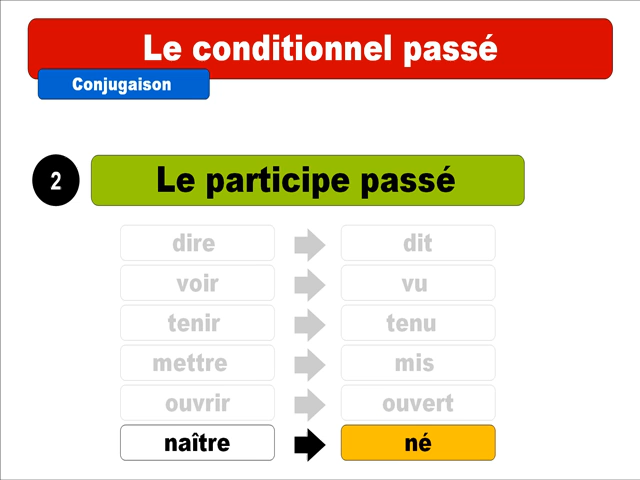 Le conditionnel passé
Conjugaison
2 Le participe passé
dire dit
voir vu
tenir tenu
mettre mis
ouvrir ouvert
naître né